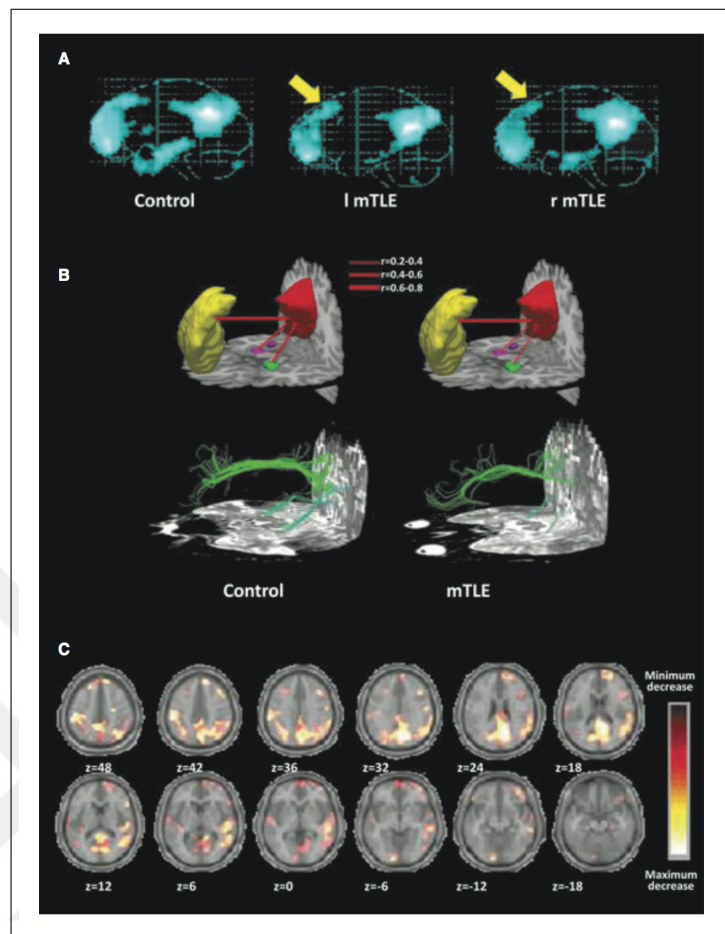 A
Control
l mTLE
r mTLE
B
r=0.2-0.4
r=0.4-0.6
r=0.6-0.8
Control
mTLE
C
Minimum
decrease
z=48
z=42
z=36
z=32
z=24
z=18
z=12
z=6
z=0
z=-6
z=-12
z=-18
Maximum
decrease